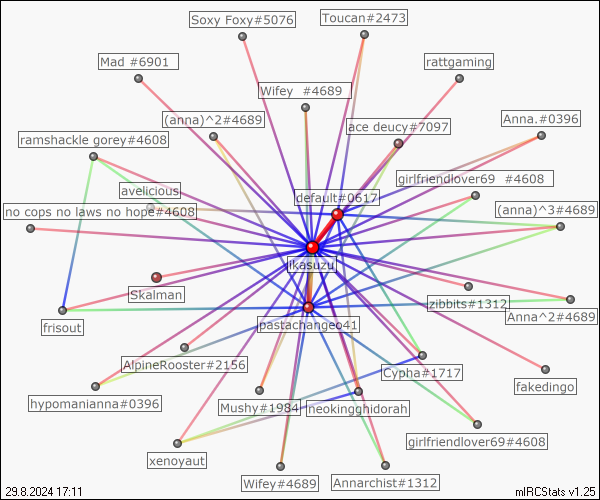 Soxy Foxy#5076
Toucan#2473
Mad #6901
rattgaming
Wifey #4689
(anna)^2#4689
ace deucy#7097
Anna.#0396
ramshackle gorey#4608
girlfriendlover69 #4608
avelicious
default#0617
no cops no laws no hope#4608
(anna)^3#4689
ikasuzu
Skalman
zibbits#1312
Anna^2#4689
frisout
pastachangeo41
AlpineRooster#2156
Cypha#1717
fakedingo
hypomanianna#0396
Mushy#1984
neokingghidorah
girlfriendlover69#4608
xenoyaut
Wifey#4689
Annarchist#1312
29.8.2024 17:11
mIRCStats v1.25